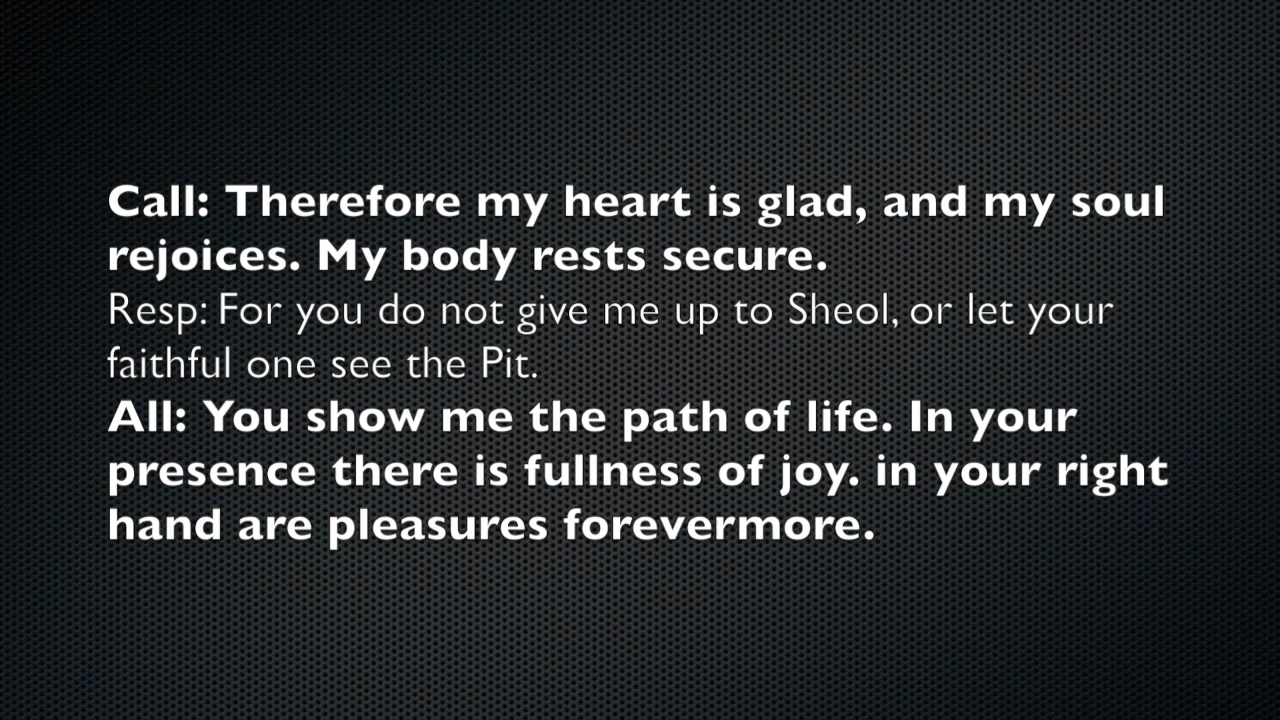 Call: Therefore my heart is glad, and my soul
rejoices. My body rests secure.
Resp: For you do not give me up to Sheol, or let your
faithful one see the Pit.
All: You show me the path of life. In your
presence there is fullness of joy. in your right
hand are pleasures forevermore.